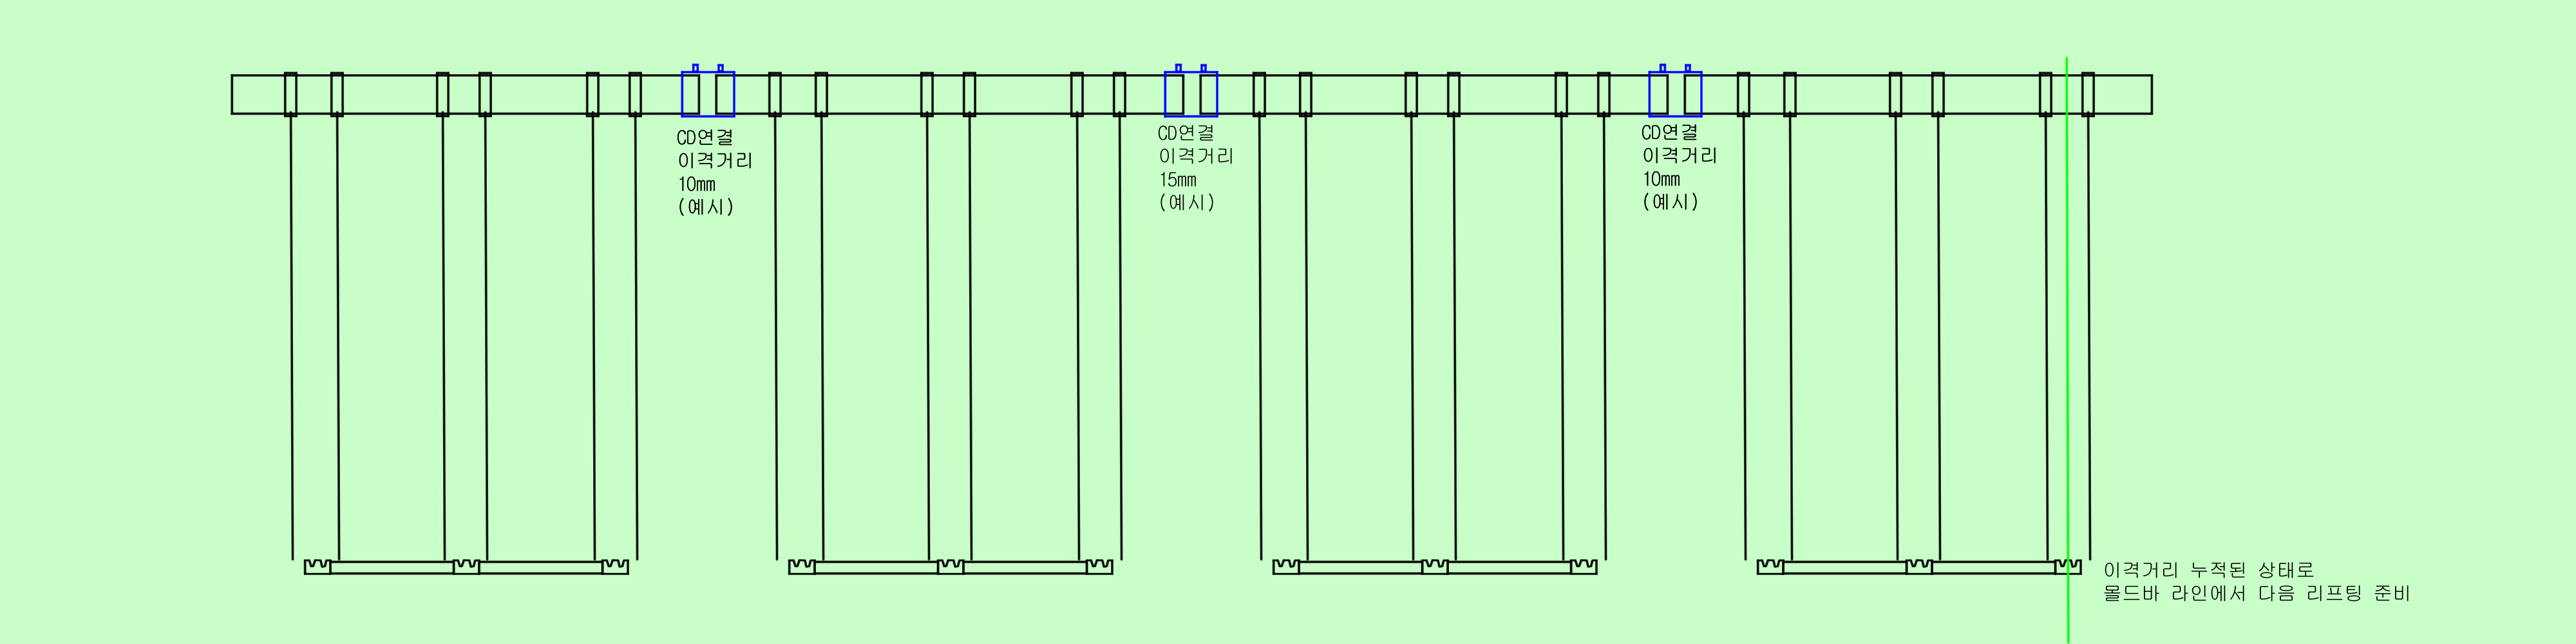 CD연결
이격거리
10mm
(예시)
CD연결
이격거리
15mm
(예시)
CD연결
이격거리
10mm
(예시)
이격거리 누적된 상태로
몰드바 라인에서 다음 리프팅 준비